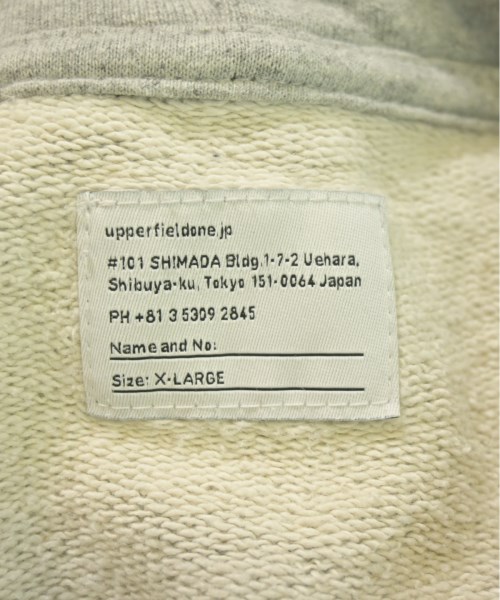 upperfieldone.jp
#101 SHIMADA Bldg.1-7-2 Uehara,
Shibuya-ku, Tokyo 151-0064 Japan
PH +81 3 5309 2845
Name and No:
Size: X-LARGE